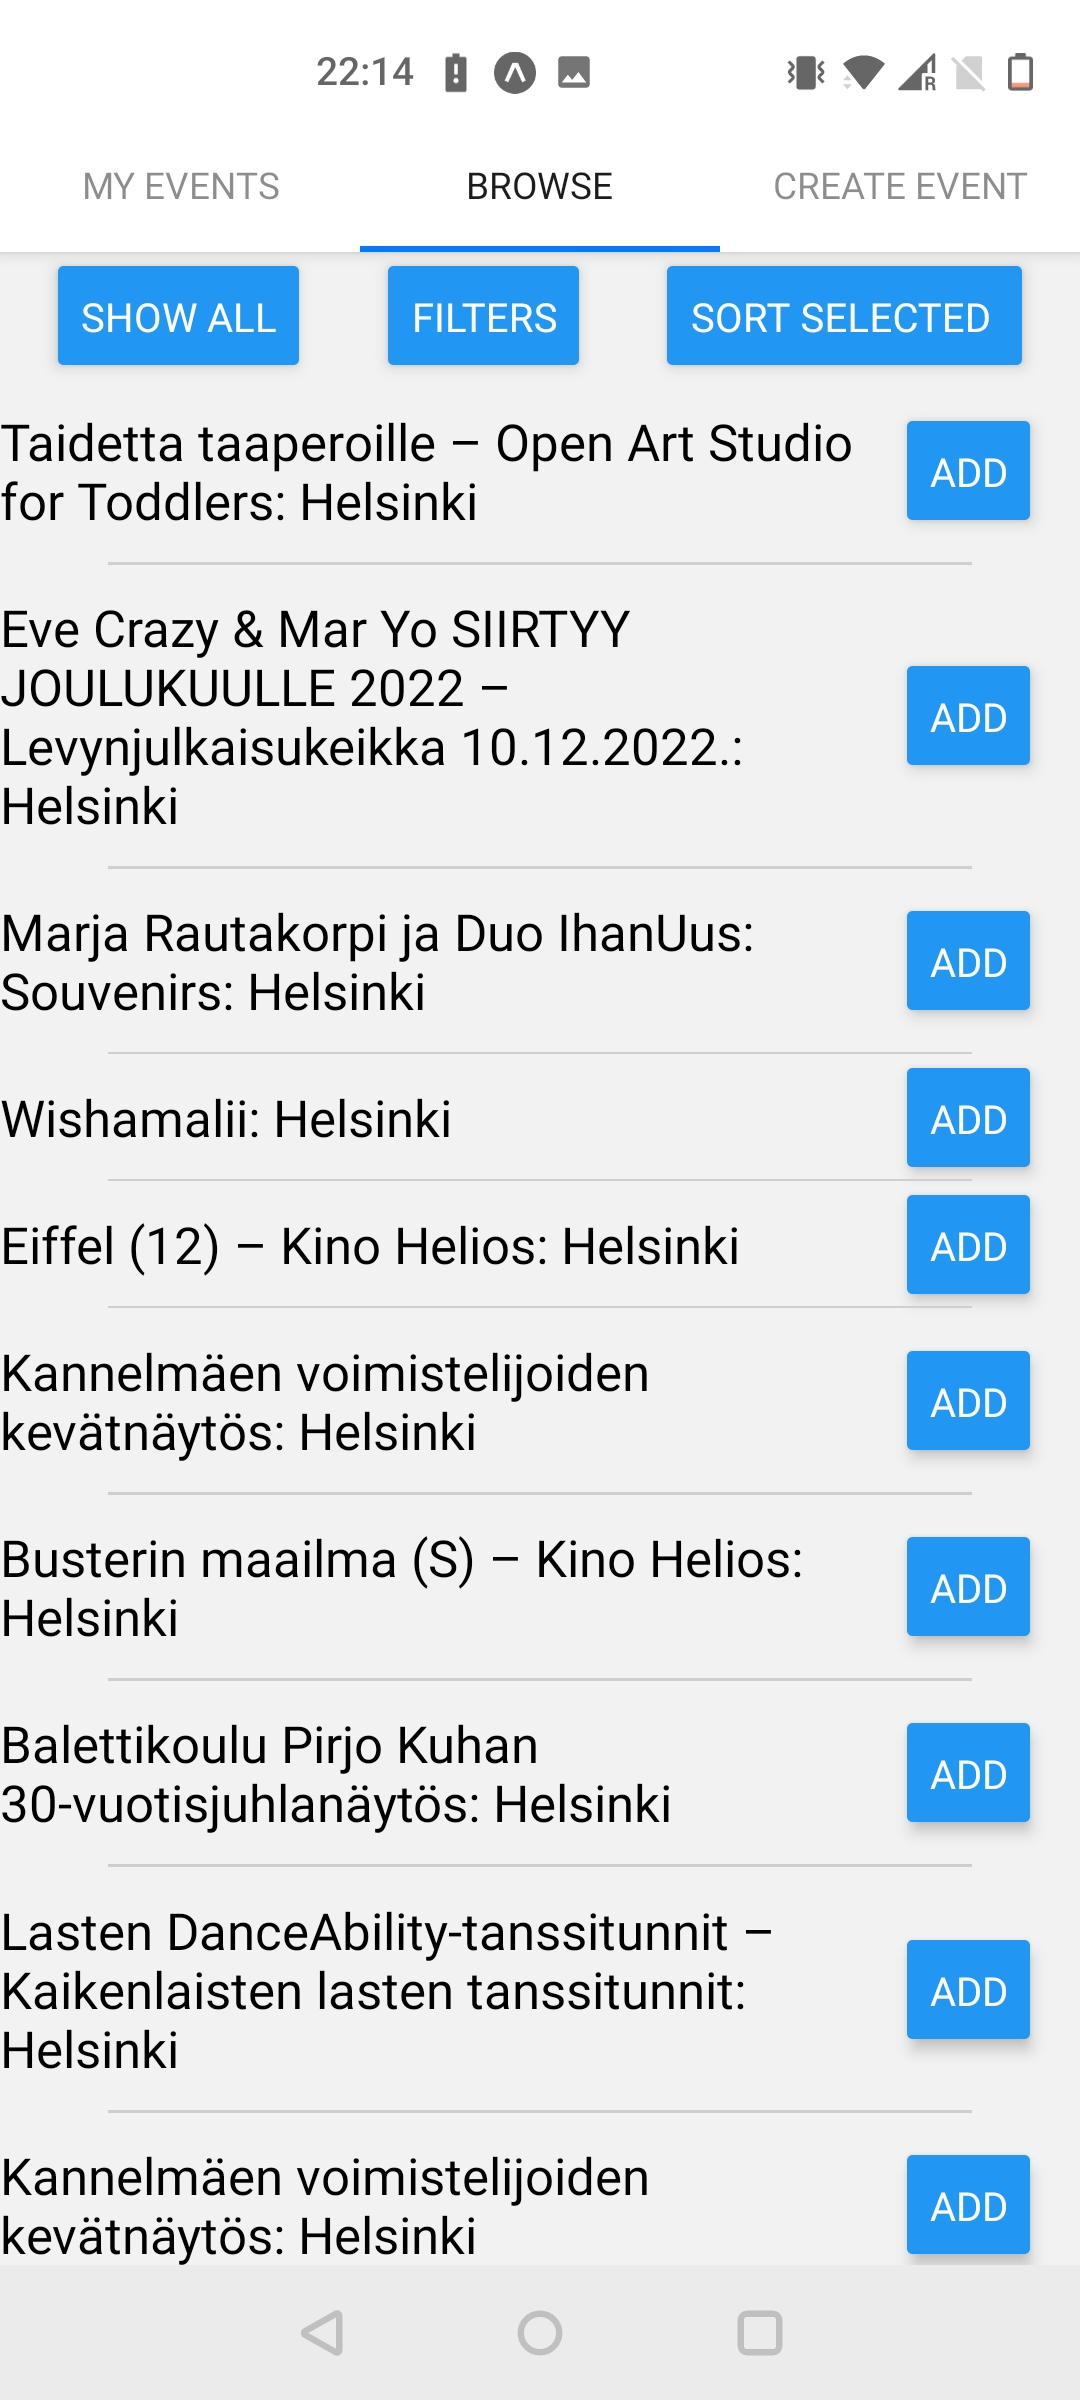 22:14
MY EVENTS
BROWSE
CREATE EVENT
SHOW ALL
FILTERS
SORT SELECTED
Taidetta taaperoille – Open Art Studio
for Toddlers: Helsinki
ADD
Eve Crazy & Mar Yo SIIRTYY
JOULUKUULLE 2022 –
Levynjulkaisukeikka 10.12.2022.:
Helsinki
ADD
Marja Rautakorpi ja Duo IhanUus:
Souvenirs: Helsinki
ADD
Wishamalii: Helsinki
ADD
Eiffel (12) – Kino Helios: Helsinki
ADD
Kannelmäen voimistelijoiden
kevätnäytös: Helsinki
ADD
Busterin maailma (S) – Kino Helios:
Helsinki
ADD
Balettikoulu Pirjo Kuhan
30-vuotisjuhlanäytös: Helsinki
ADD
Lasten DanceAbility-tanssitunnit –
Kaikenlaisten lasten tanssitunnit:
Helsinki
ADD
Kannelmäen voimistelijoiden
kevätnäytös: Helsinki
ADD